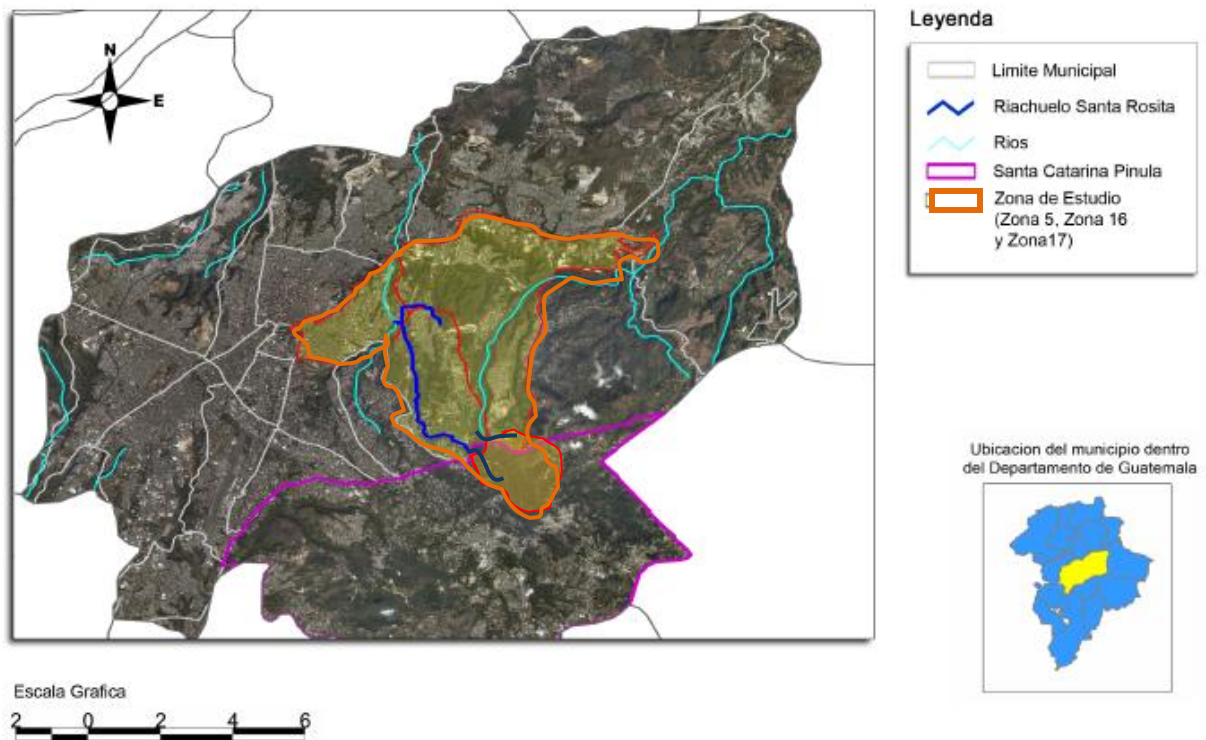 N
E
Leyenda
Limite Municipal
Riachuelo Santa Rosita
Rios
Santa Catarina Pinula
Zona de Estudio
(Zona 5, Zona 16
y Zona17)
Ubicacion del municipio dentro
del Departamento de Guatemala
Escala Grafica
2 0 2 4 6